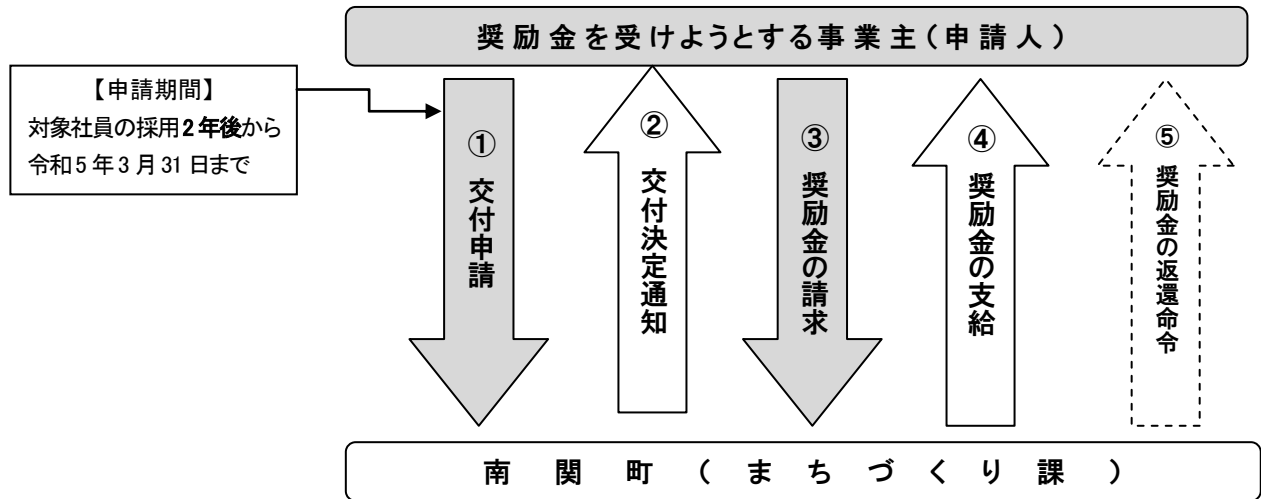 奨励金を受けようとする事業主(申請人)
【申請期間】
対象社員の採用2年後から
令和5年3月31日まで
① 交付申請
② 交付決定通知
③ 奨励金の請求
④ 奨励金の支給
⑤ 奨励金の返還命令
南関町(まちづくり課)